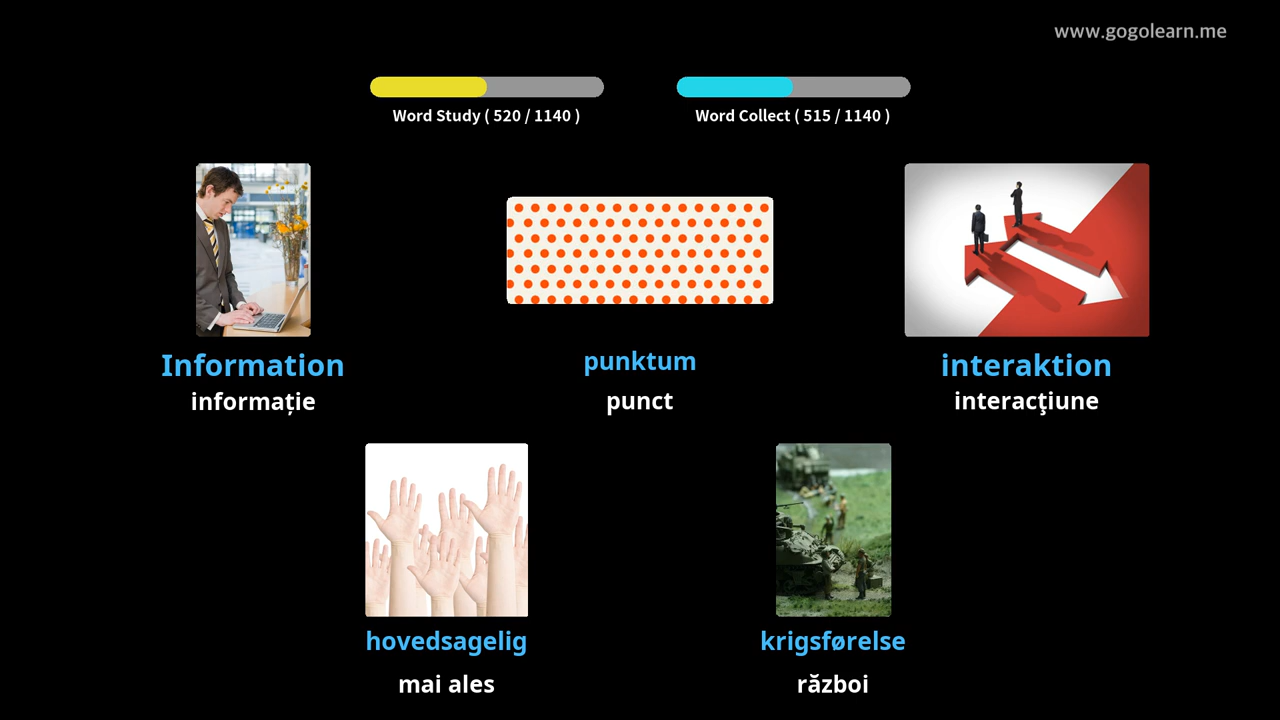 www.gogolearn.me
Word Study ( 520 / 1140 )
Word Collect ( 515 / 1140 )
Information
informație
punktum
punct
interaktion
interacţiune
hovedsagelig
mai ales
krigsførelse
război